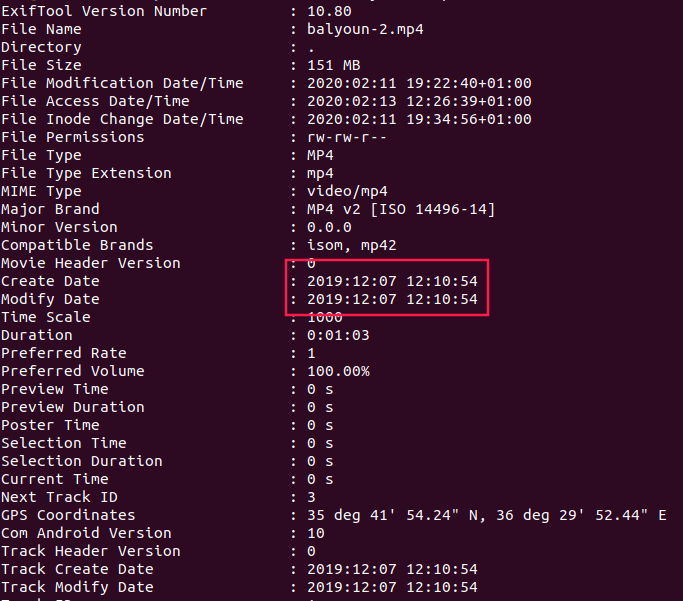 ExifTool Version Number : 10.80
File Name : balyoun-2.mp4
Directory : .
File Size : 151 MB
File Modification Date/Time : 2020:02:11 19:22:40+01:00
File Access Date/Time : 2020:02:13 12:26:39+01:00
File Inode Change Date/Time : 2020:02:11 19:34:56+01:00
File Permissions : rw-rw-r--
File Type : MP4
File Type Extension : mp4
MIME Type : video/mp4
Major Brand : MP4 v2 [ISO 14496-14]
Minor Version : 0.0.0
Compatible Brands : isom, mp42
Movie Header Version : 0
Create Date : 2019:12:07 12:10:54
Modify Date : 2019:12:07 12:10:54
Time Scale : 1000
Duration : 0:01:03
Preferred Rate : 1
Preferred Volume : 100.00%
Preview Time : 0 s
Preview Duration : 0 s
Poster Time : 0 s
Selection Time : 0 s
Selection Duration : 0 s
Current Time : 0 s
Next Track ID : 3
GPS Coordinates : 35 deg 41' 54.24" N, 36 deg 29' 52.44" E
Com Android Version : 10
Track Header Version : 0
Track Create Date : 2019:12:07 12:10:54
Track Modify Date : 2019:12:07 12:10:54